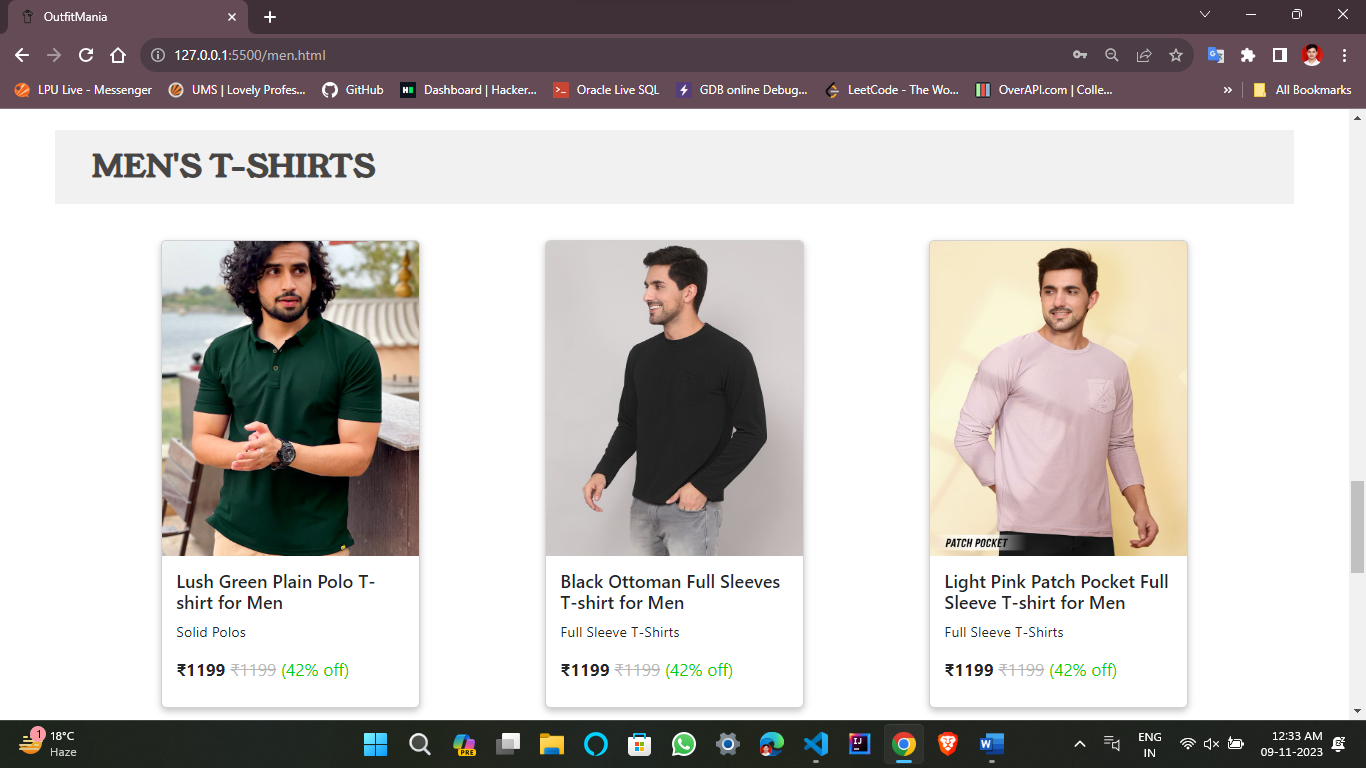 OutfitMania
127.0.0.1:5500/men.html
LPU Live - Messenger
UMS | Lovely Profes...
GitHub
Dashboard | Hacker...
Oracle Live SQL
GDB online Debug...
LeetCode - The Wo...
OverAPI.com | Colle...
»
All Bookmarks
MEN'S T-SHIRTS
PATCH POCKET
Lush Green Plain Polo T-
shirt for Men
Solid Polos
₹1199 ₹1199 (42% off)
Black Ottoman Full Sleeves
T-shirt for Men
Full Sleeve T-Shirts
₹1199 ₹1199 (42% off)
Light Pink Patch Pocket Full
Sleeve T-shirt for Men
Full Sleeve T-Shirts
₹1199 ₹1199 (42% off)
1
18°C
Haze
PRE
ENG
IN
12:33 AM
09-11-2023